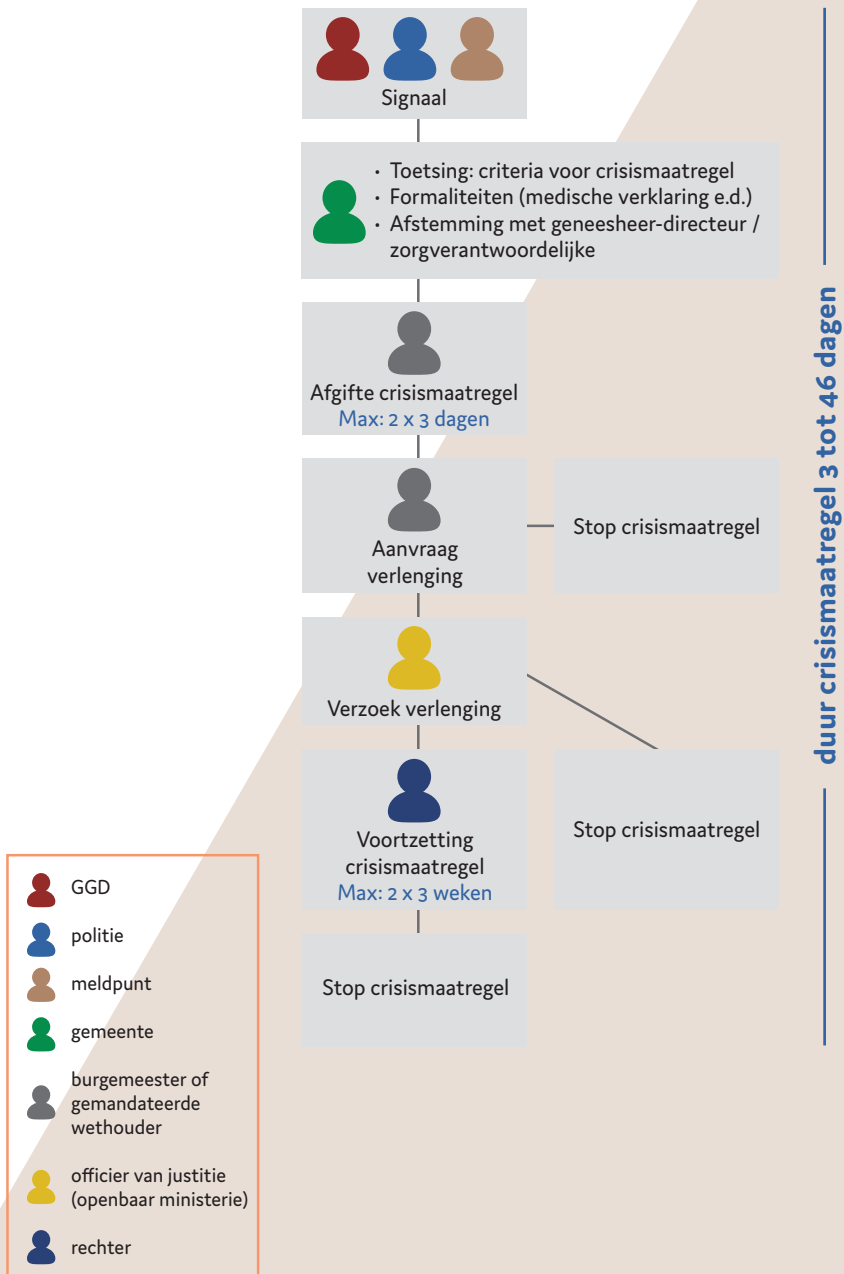 Signaal
· Toetsing: criteria voor crisismaatregel
· Formaliteiten (medische verklaring e.d.)
· Afstemming met geneesheer-directeur /
zorgverantwoordelijke
Afgifte crisismaatregel
Max: 2 x 3 dagen
Aanvraag
verlenging
Stop crisismaatregel
Verzoek verlenging
Voortzetting
crisismaatregel
Max: 2 x 3 weken
Stop crisismaatregel
Stop crisismaatregel
duur crisismaatregel 3 tot 46 dagen
GGD
politie
meldpunt
gemeente
burgemeester of
gemandateerde
wethouder
officier van justitie
(openbaar ministerie)
rechter